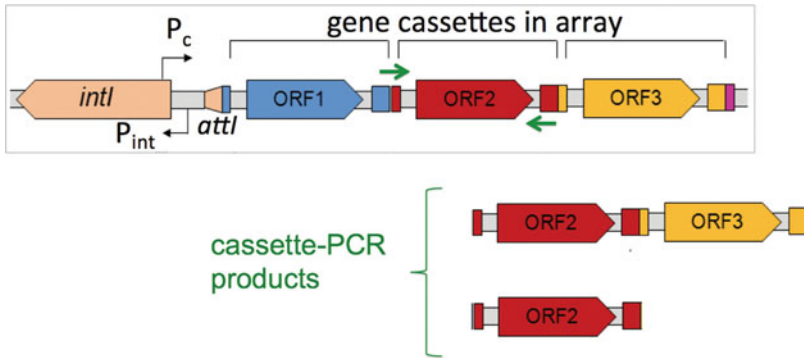 gene cassettes in array
Pc
intI ORF1 ORF2 ORF3
Pint attI
ORF2 ORF3
cassette-PCR
products
ORF2